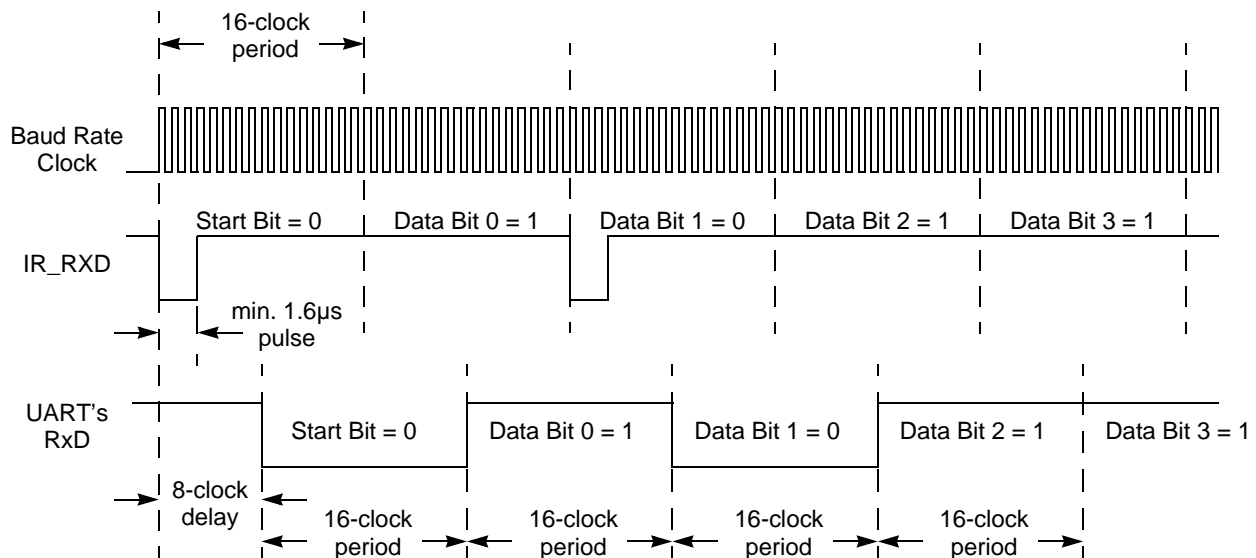 16-clock
period
Baud Rate
Clock
Start Bit = 0
Data Bit 0 = 1
Data Bit 1 = 0
Data Bit 2 = 1
Data Bit 3 = 1
IR_RXD
min. 1.6µs
pulse
UART's
RxD
Start Bit = 0
Data Bit 0 = 1
Data Bit 1 = 0
Data Bit 2 = 1
Data Bit 3 = 1
8-clock
delay
16-clock
period
16-clock
period
16-clock
period
16-clock
period